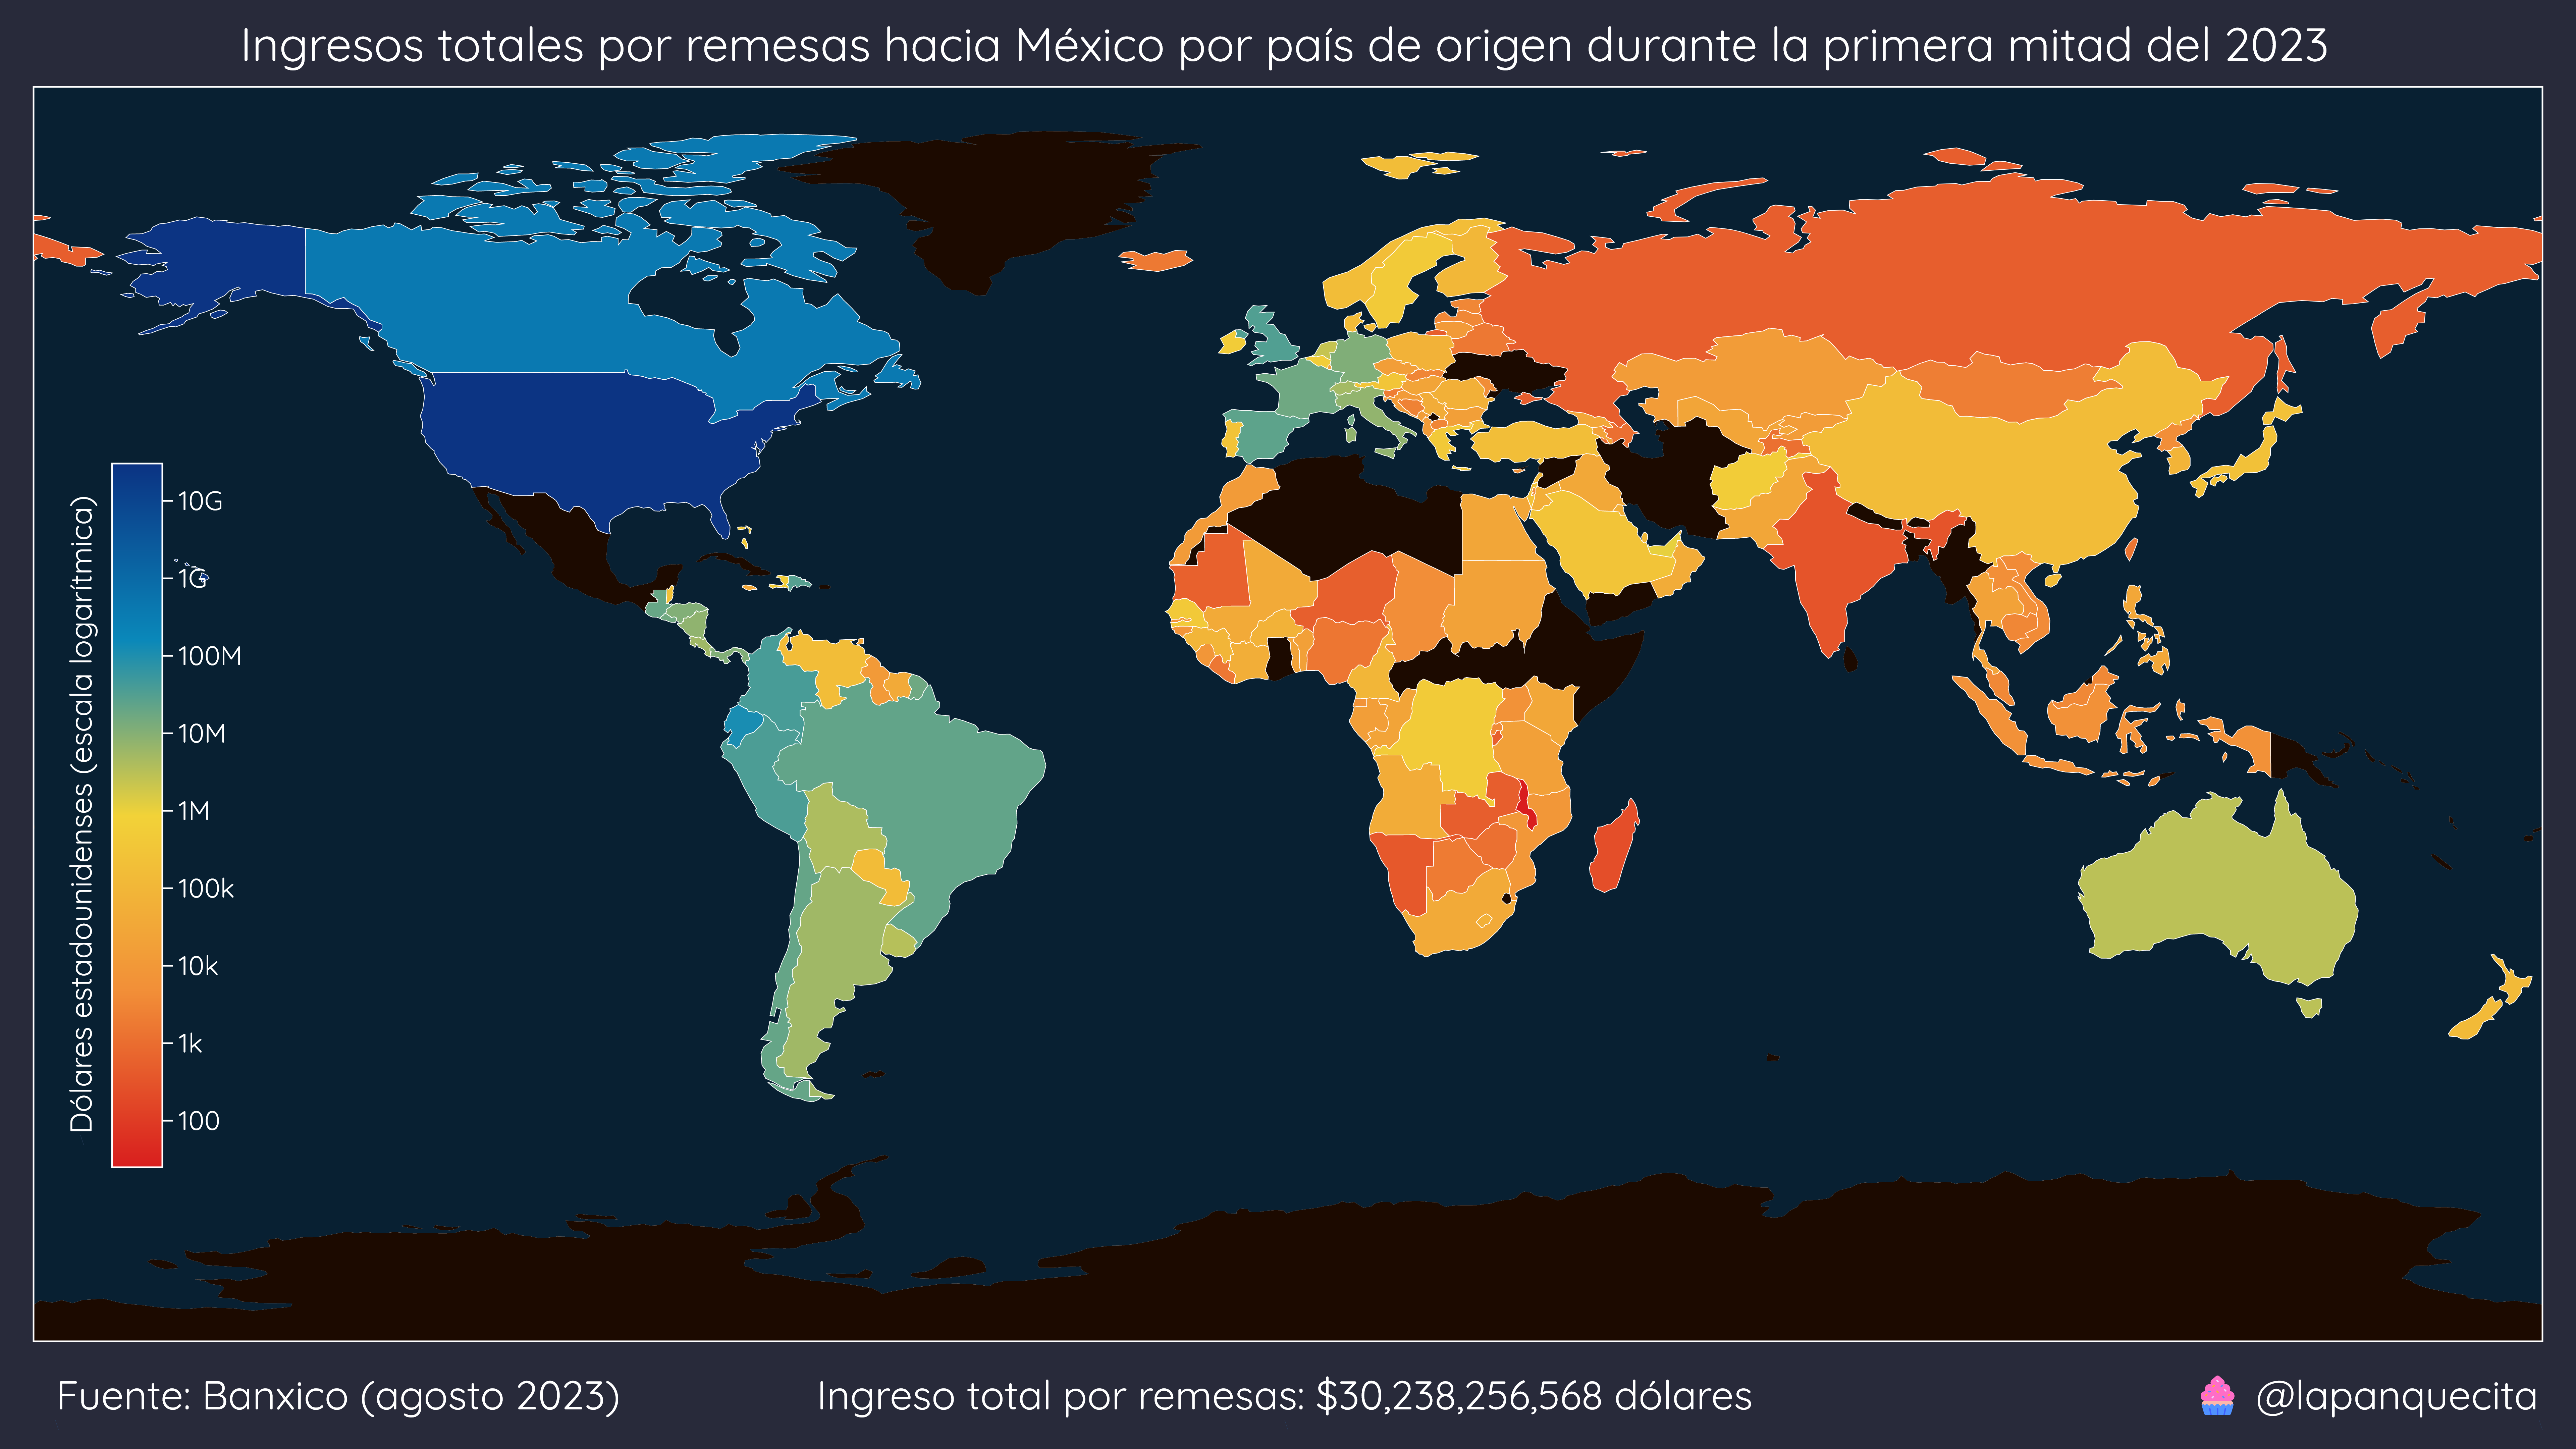 Ingresos totales por remesas hacia México por país de origen durante la primera mitad del 2023
Dólares estadounidenses (escala logarítmica)
10G
1G
100M
10M
1M
100k
10k
1k
100
Fuente: Banxico (agosto 2023)
Ingreso total por remesas: $30,238,256,568 dólares
@lapanquecita